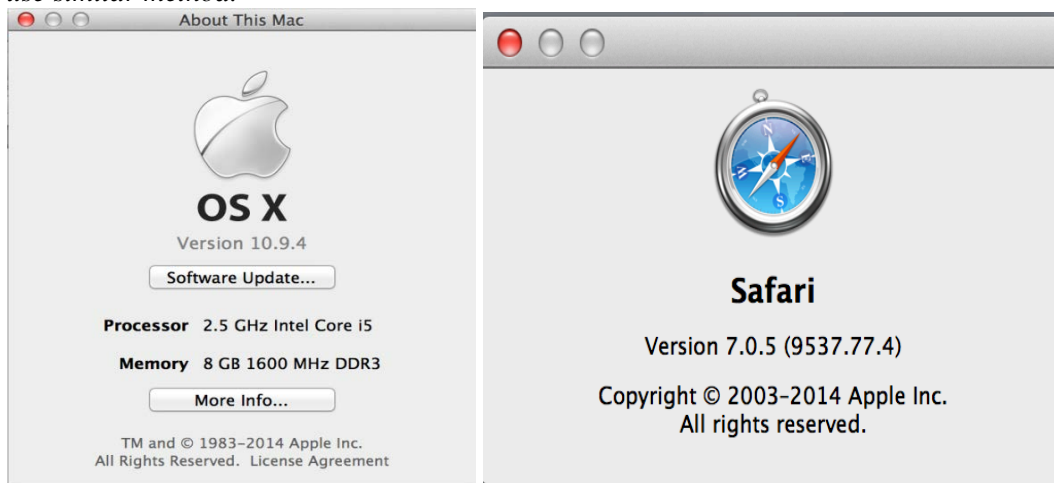 use similar method.
About This Mac
OS X
Version 10.9.4
Software Update...
Processor 2.5 GHz Intel Core i5
Memory 8 GB 1600 MHz DDR3
More Info...
TM and © 1983–2014 Apple Inc.
All Rights Reserved. License Agreement
N
E
S
W
Safari
Version 7.0.5 (9537.77.4)
Copyright © 2003–2014 Apple Inc.
All rights reserved.